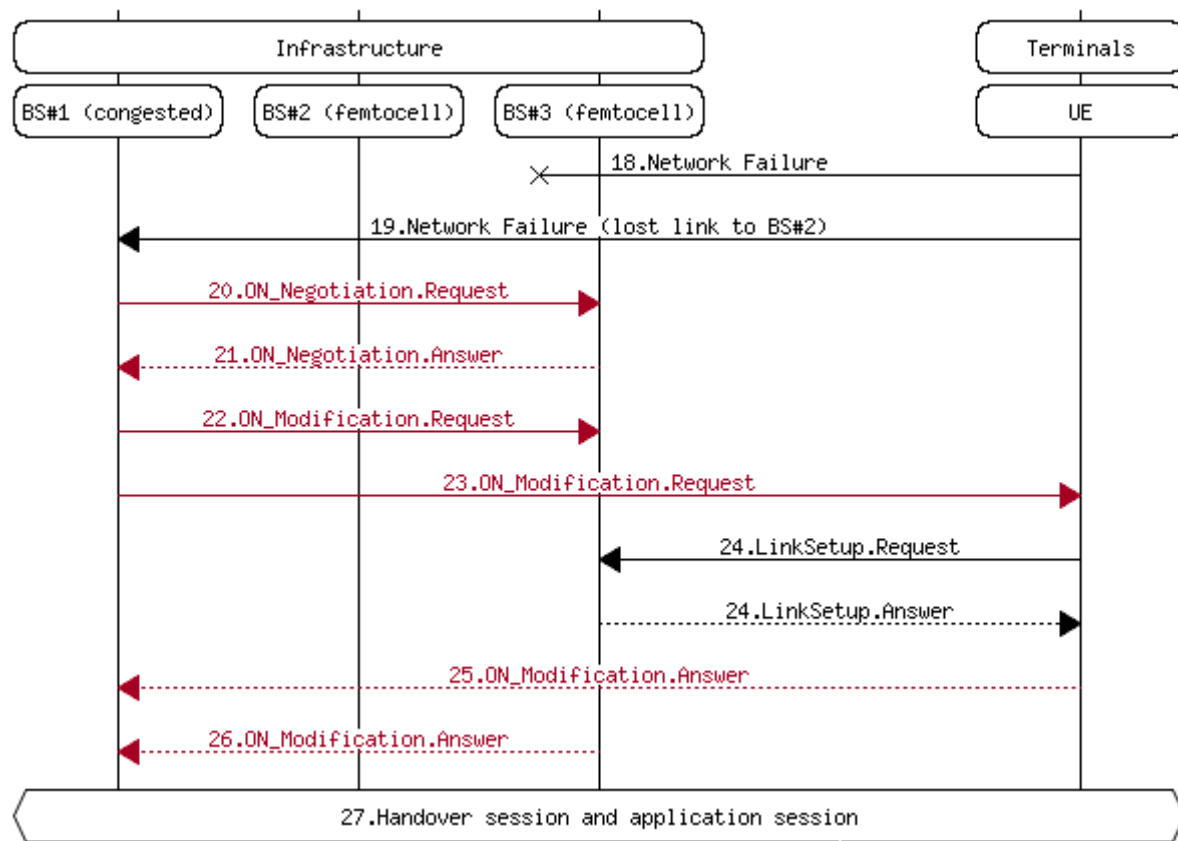 Infrastructure
Terminals
BS#1 (congested)
BS#2 (femtocell)
BS#3 (femtocell)
UE
18.Network Failure
19.Network Failure (lost link to BS#2)
20.ON_Negotiation.Request
21.ON_Negotiation.Answer
22.ON_Modification.Request
23.ON_Modification.Request
24.LinkSetup.Request
24.LinkSetup.Answer
25.ON_Modification.Answer
26.ON_Modification.Answer
27.Handover session and application session